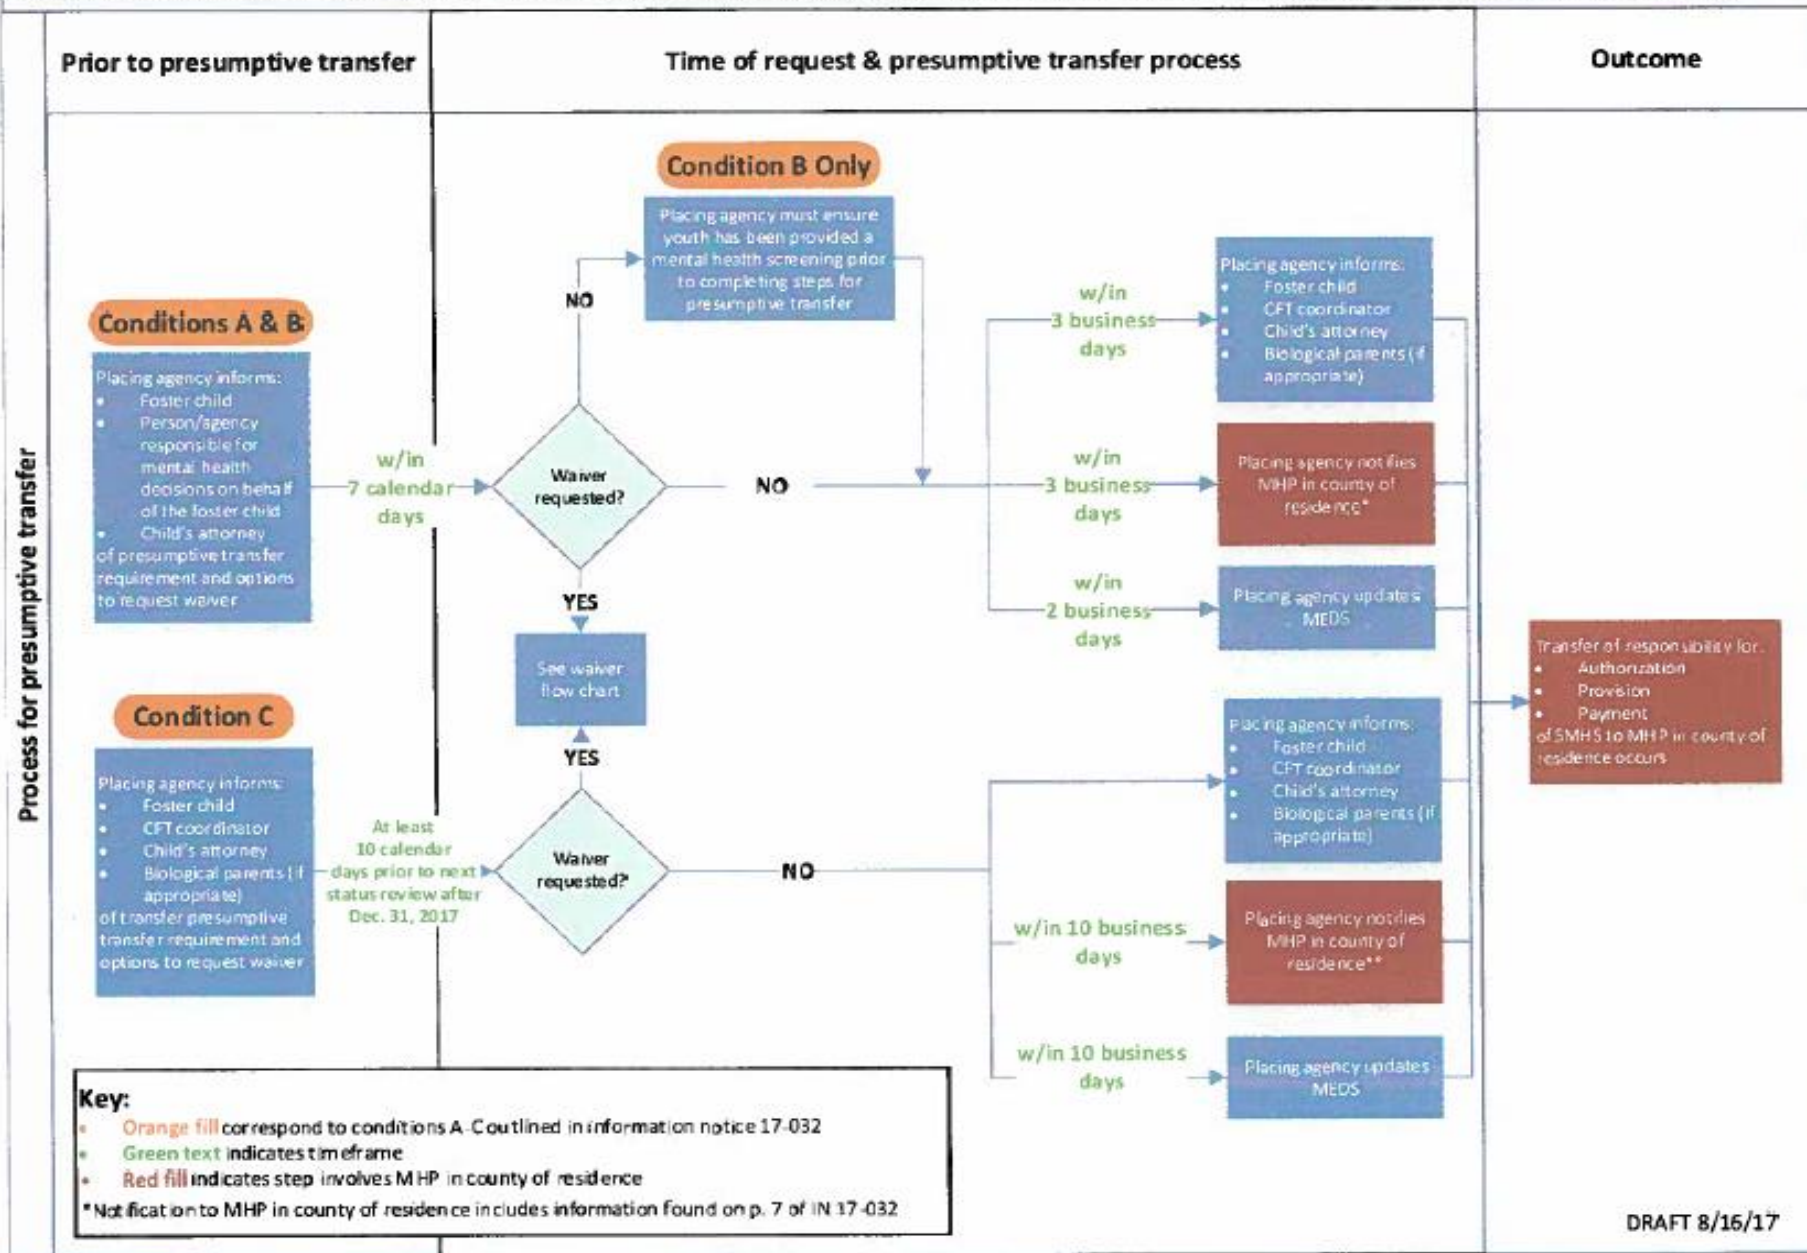 Prior to presumptive transfer
Time of request & presumptive transfer process
Outcome
Process for presumptive transfer
Conditions A & B
Placing agency informs:
• Foster child
• Person/agency
responsible for
mental health
decisions on behalf
of the foster child
• Child's attorney
of presumptive transfer
requirement and options
to request waiver
w/in
7 calendar
days
Waiver
requested?
NO
Condition B Only
Placing agency must ensure
youth has been provided a
mental health screening prior
to completing steps for
presumptive transfer
NO
YES
See waiver
flow chart
w/in
3 business
days
Placing agency informs:
• Foster child
• CFT coordinator
• Child's attorney
• Biological parents (if
appropriate)
w/in
3 business
days
Placing agency notifies
MHP in county of
residence*
w/in
2 business
days
Placing agency updates
MEDS
Condition C
Placing agency informs:
• Foster child
• CFT coordinator
• Child's attorney
• Biological parents (if
appropriate)
of transfer presumptive
transfer requirement and
options to request waiver
At least
10 calendar
days prior to next
status review after
Dec. 31, 2017
YES
Waiver
requested?
NO
Placing agency informs:
• Foster child
• CFT coordinator
• Child's attorney
• Biological parents (if
appropriate)
w/in 10 business
days
Placing agency notifies
MHP in county of
residence**
w/in 10 business
days
Placing agency updates
MEDS
Transfer of responsibility for:
• Authorization
• Provision
• Payment
of SMHS to MHP in county of
residence occurs
Key:
• Orange fill correspond to conditions A-C outlined in information notice 17-032
• Green text indicates timeframe
• Red fill indicates step involves MHP in county of residence
*Notification to MHP in county of residence includes information found on p. 7 of IN 17-032
DRAFT 8/16/17